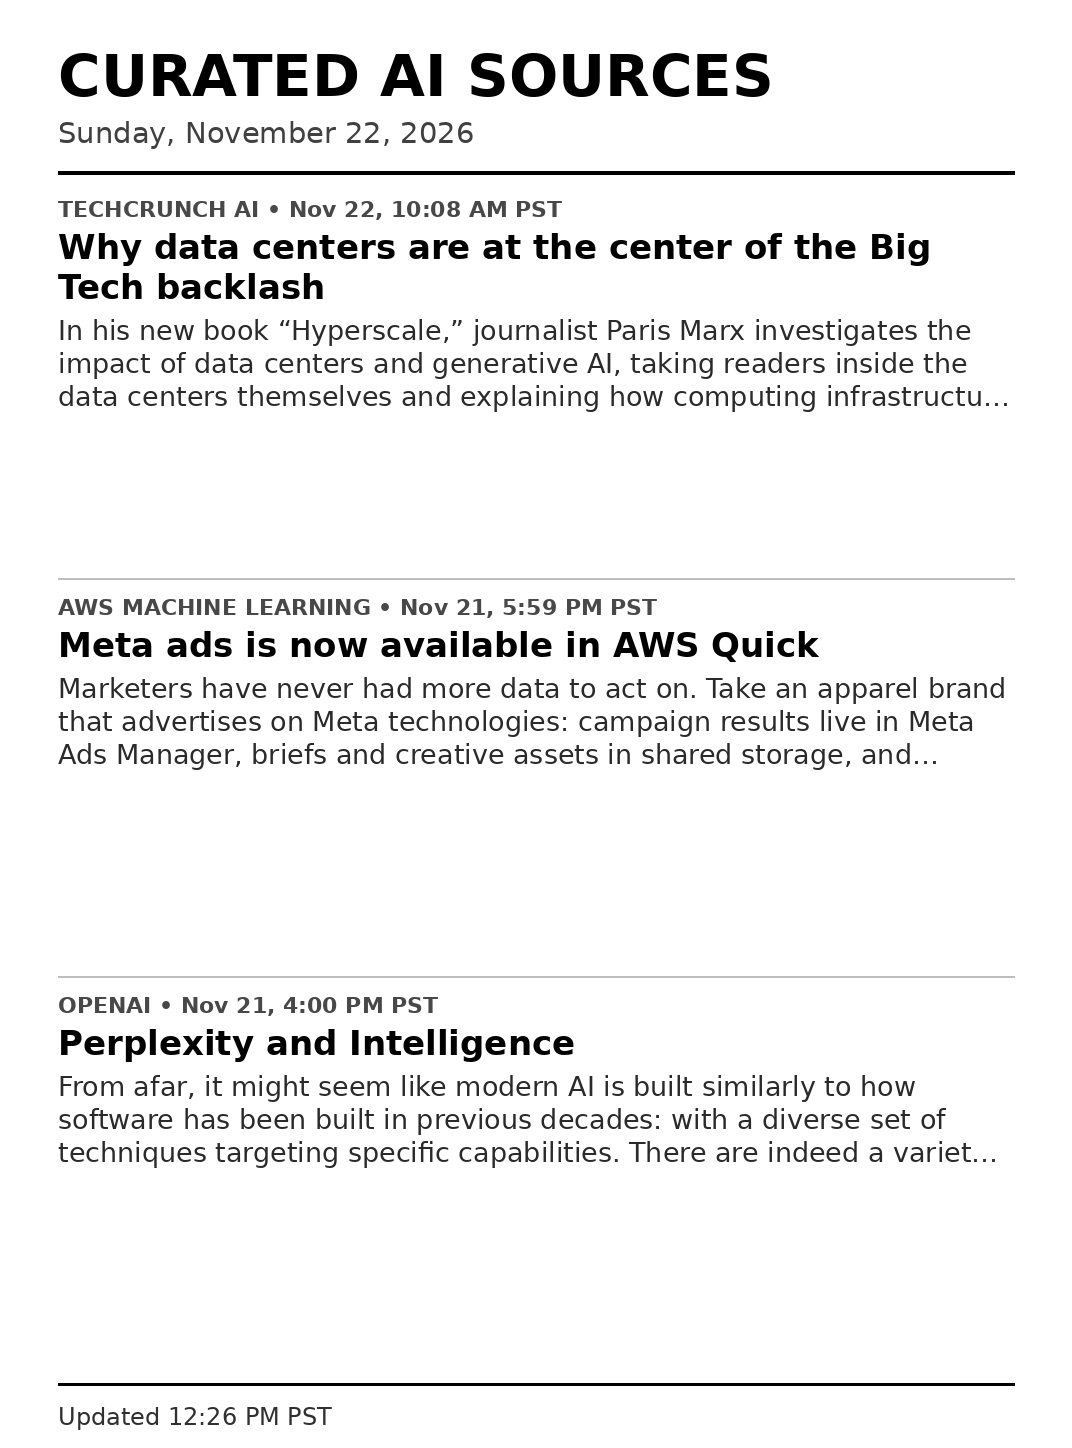 CURATED AI SOURCES
Sunday, November 22, 2026
TECHCRUNCH AI • Nov 22, 10:08 AM PST
Why data centers are at the center of the Big
Tech backlash
In his new book “Hyperscale,” journalist Paris Marx investigates the
impact of data centers and generative AI, taking readers inside the
data centers themselves and explaining how computing infrastructu…
AWS MACHINE LEARNING • Nov 21, 5:59 PM PST
Meta ads is now available in AWS Quick
Marketers have never had more data to act on. Take an apparel brand
that advertises on Meta technologies: campaign results live in Meta
Ads Manager, briefs and creative assets in shared storage, and…
OPENAI • Nov 21, 4:00 PM PST
Perplexity and Intelligence
From afar, it might seem like modern AI is built similarly to how
software has been built in previous decades: with a diverse set of
techniques targeting specific capabilities. There are indeed a variet…
Updated 12:26 PM PST